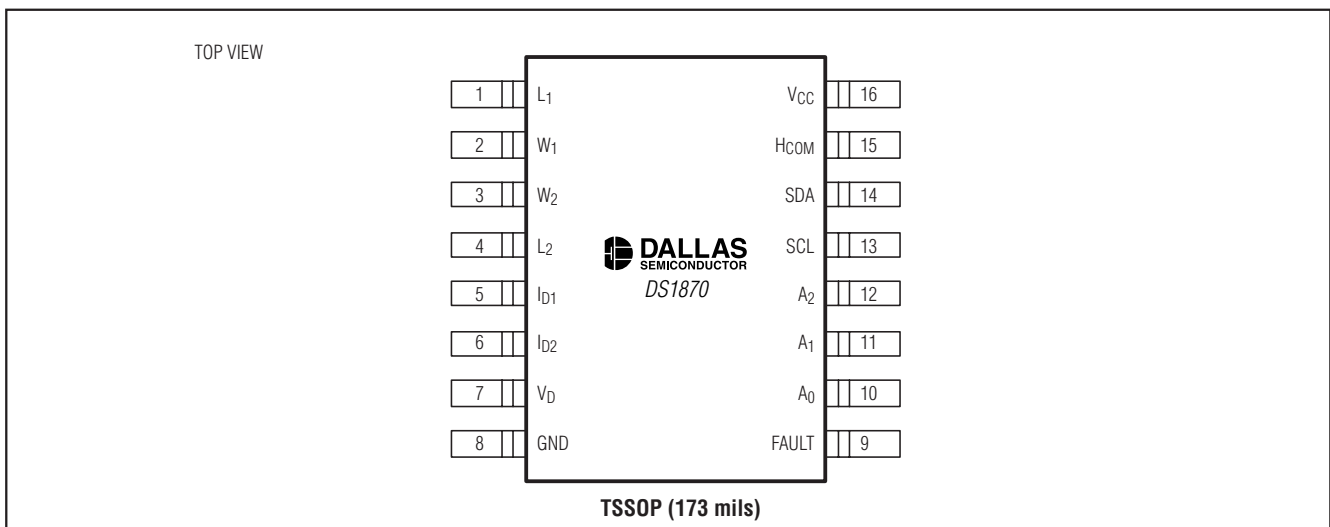 TOP VIEW
1 L1 VCC 16
2 W1 HCOM 15
3 W2 SDA 14
4 L2 SCL 13
5 ID1 A2 12
6 ID2 A1 11
7 VD A0 10
8 GND FAULT 9
DALLAS
SEMICONDUCTOR
DS1870
TSSOP (173 mils)